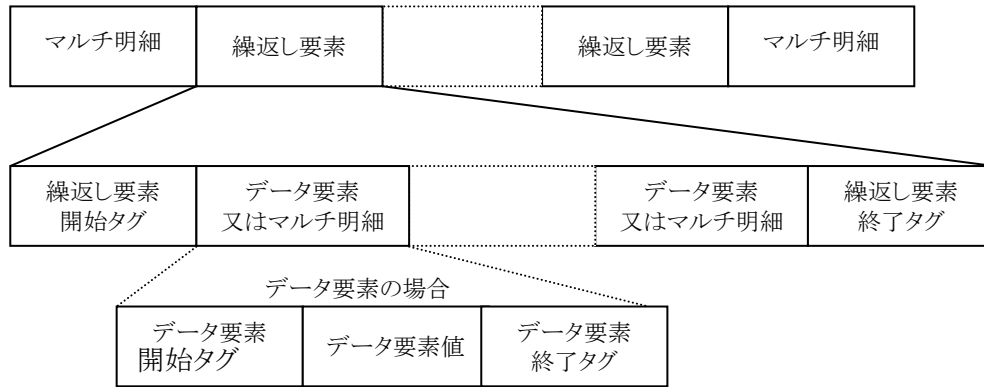 マルチ明細
繰返し要素
繰返し要素
マルチ明細
繰返し要素
開始タグ
データ要素
又はマルチ明細
データ要素
又はマルチ明細
繰返し要素
終了タグ
データ要素の場合
データ要素
開始タグ
データ要素値
データ要素
終了タグ